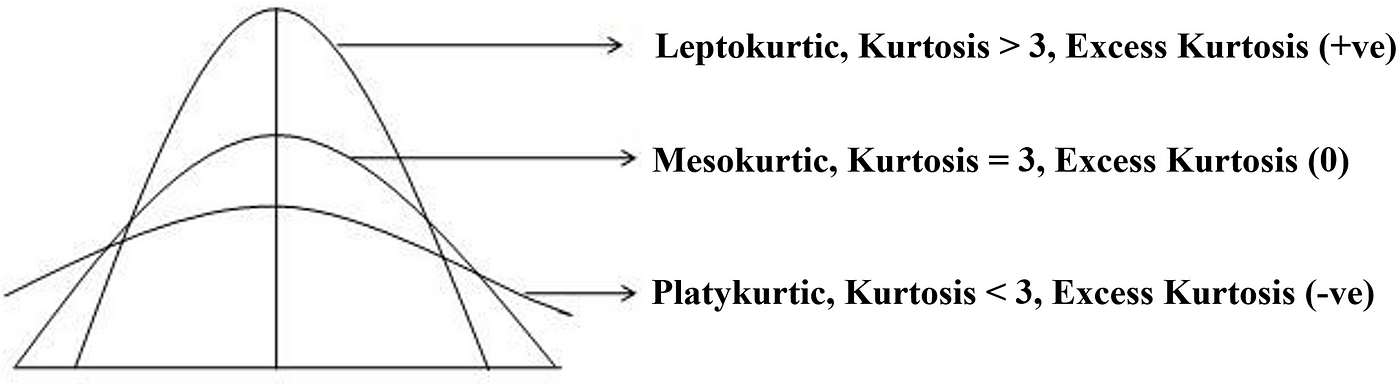 Leptokurtic, Kurtosis > 3, Excess Kurtosis (+ve)
Mesokurtic, Kurtosis = 3, Excess Kurtosis (0)
Platykurtic, Kurtosis < 3, Excess Kurtosis (-ve)